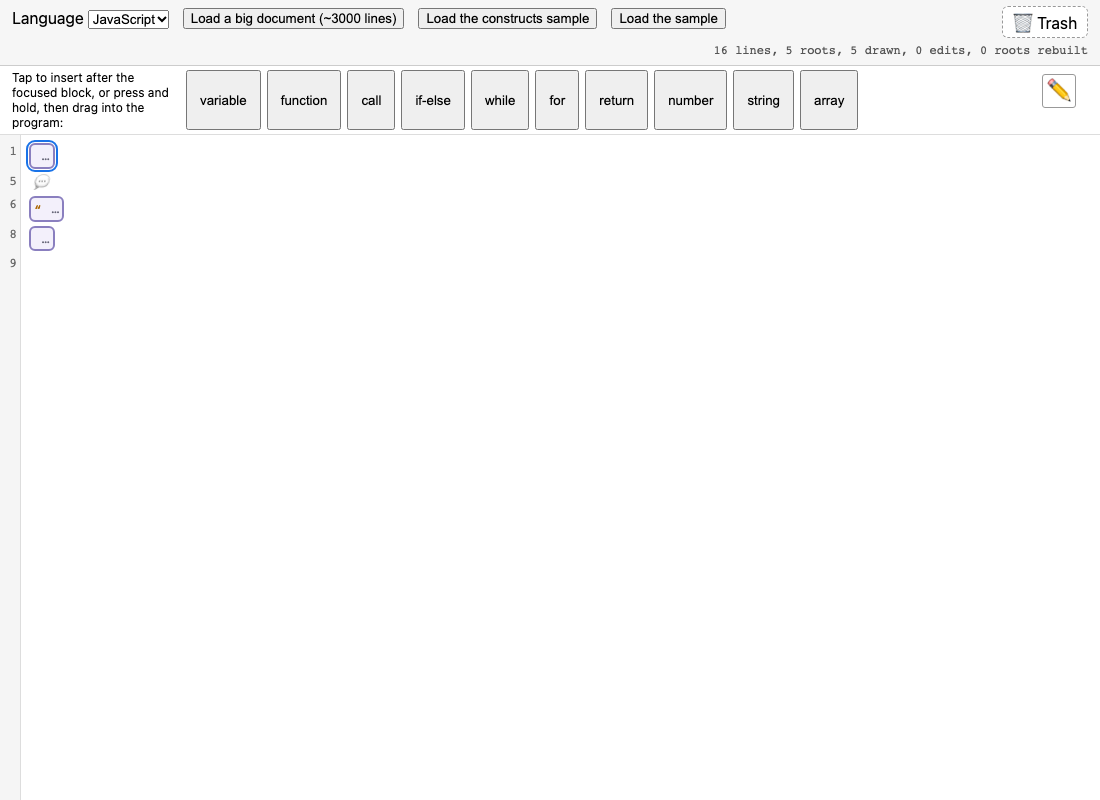 Language JavaScript Load a big document (~3000 lines) Load the constructs sample Load the sample Trash
16 lines, 5 roots, 5 drawn, 0 edits, 0 roots rebuilt
Tap to insert after the
focused block, or press and
hold, then drag into the
program:
variable function call if-else while for return number string array
1 …
5
6 “ …
8 …
9